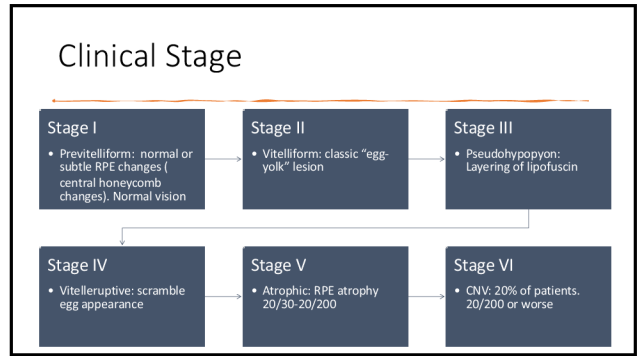 Clinical Stage
Stage I
• Previtelliform: normal or
subtle RPE changes (
central honeycomb
changes). Normal vision
Stage II
• Vitelliform: classic "egg-
yolk" lesion
Stage III
• Pseudohypopyon:
Layering of lipofuscin
Stage IV
• Vitelleruptive: scramble
egg appearance
Stage V
• Atrophic: RPE atrophy
20/30-20/200
Stage VI
• CNV: 20% of patients.
20/200 or worse